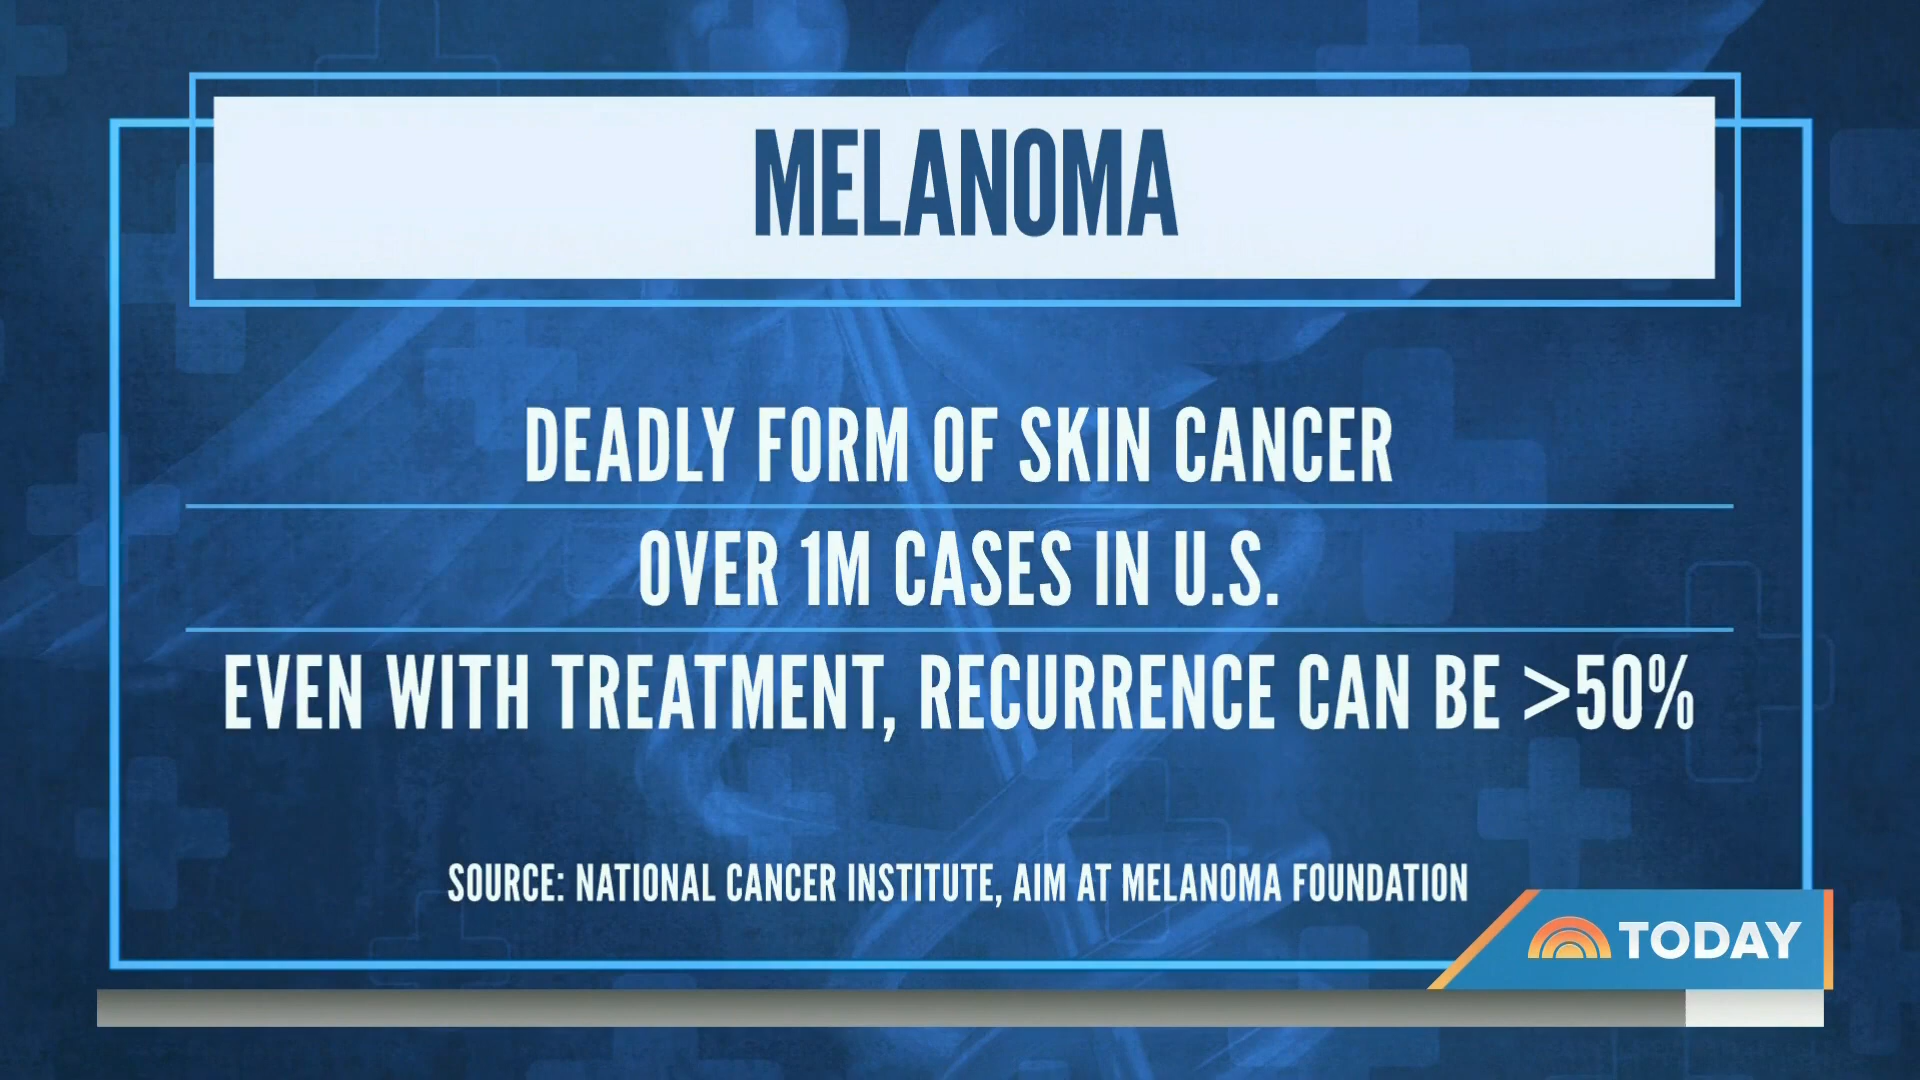 MELANOMA
DEADLY FORM OF SKIN CANCER
OVER 1M CASES IN U.S.
EVEN WITH TREATMENT, RECURRENCE CAN BE >50%
SOURCE: NATIONAL CANCER INSTITUTE, AIM AT MELANOMA FOUNDATION
TODAY